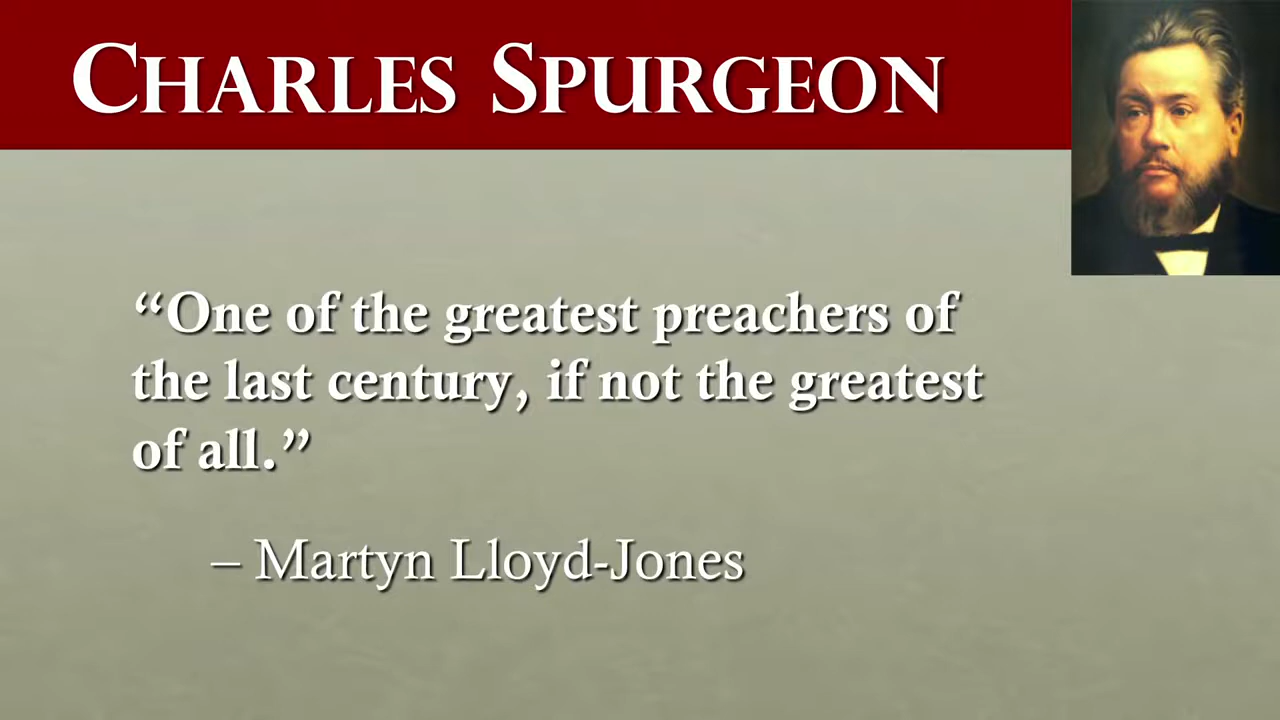 CHARLES SPURGEON
“One of the greatest preachers of
the last century, if not the greatest
of all.”
– Martyn Lloyd-Jones